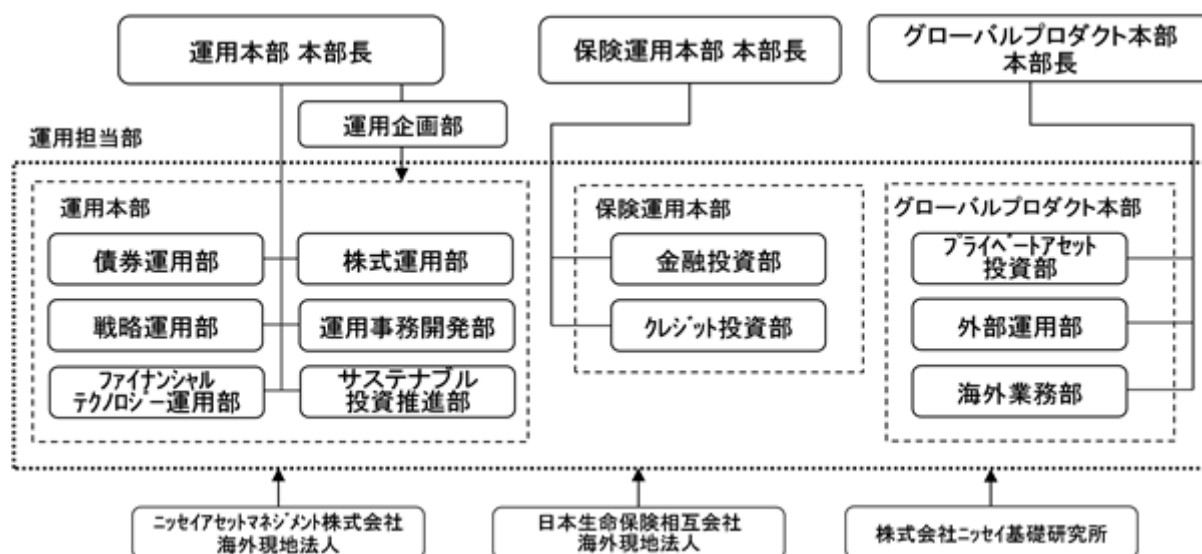 運用本部 本部長
保険運用本部 本部長
グローバルプロダクト本部
本部長
運用企画部
運用担当部
運用本部
債券運用部
株式運用部
戦略運用部
運用事務開発部
ファイナンシャル
テクノロジー運用部
サステナブル
投資推進部
保険運用本部
金融投資部
クレジット投資部
グローバルプロダクト本部
プライベートアセット
投資部
外部運用部
海外業務部
ニッセイアセットマネジメント株式会社
海外現地法人
日本生命保険相互会社
海外現地法人
株式会社ニッセイ基礎研究所